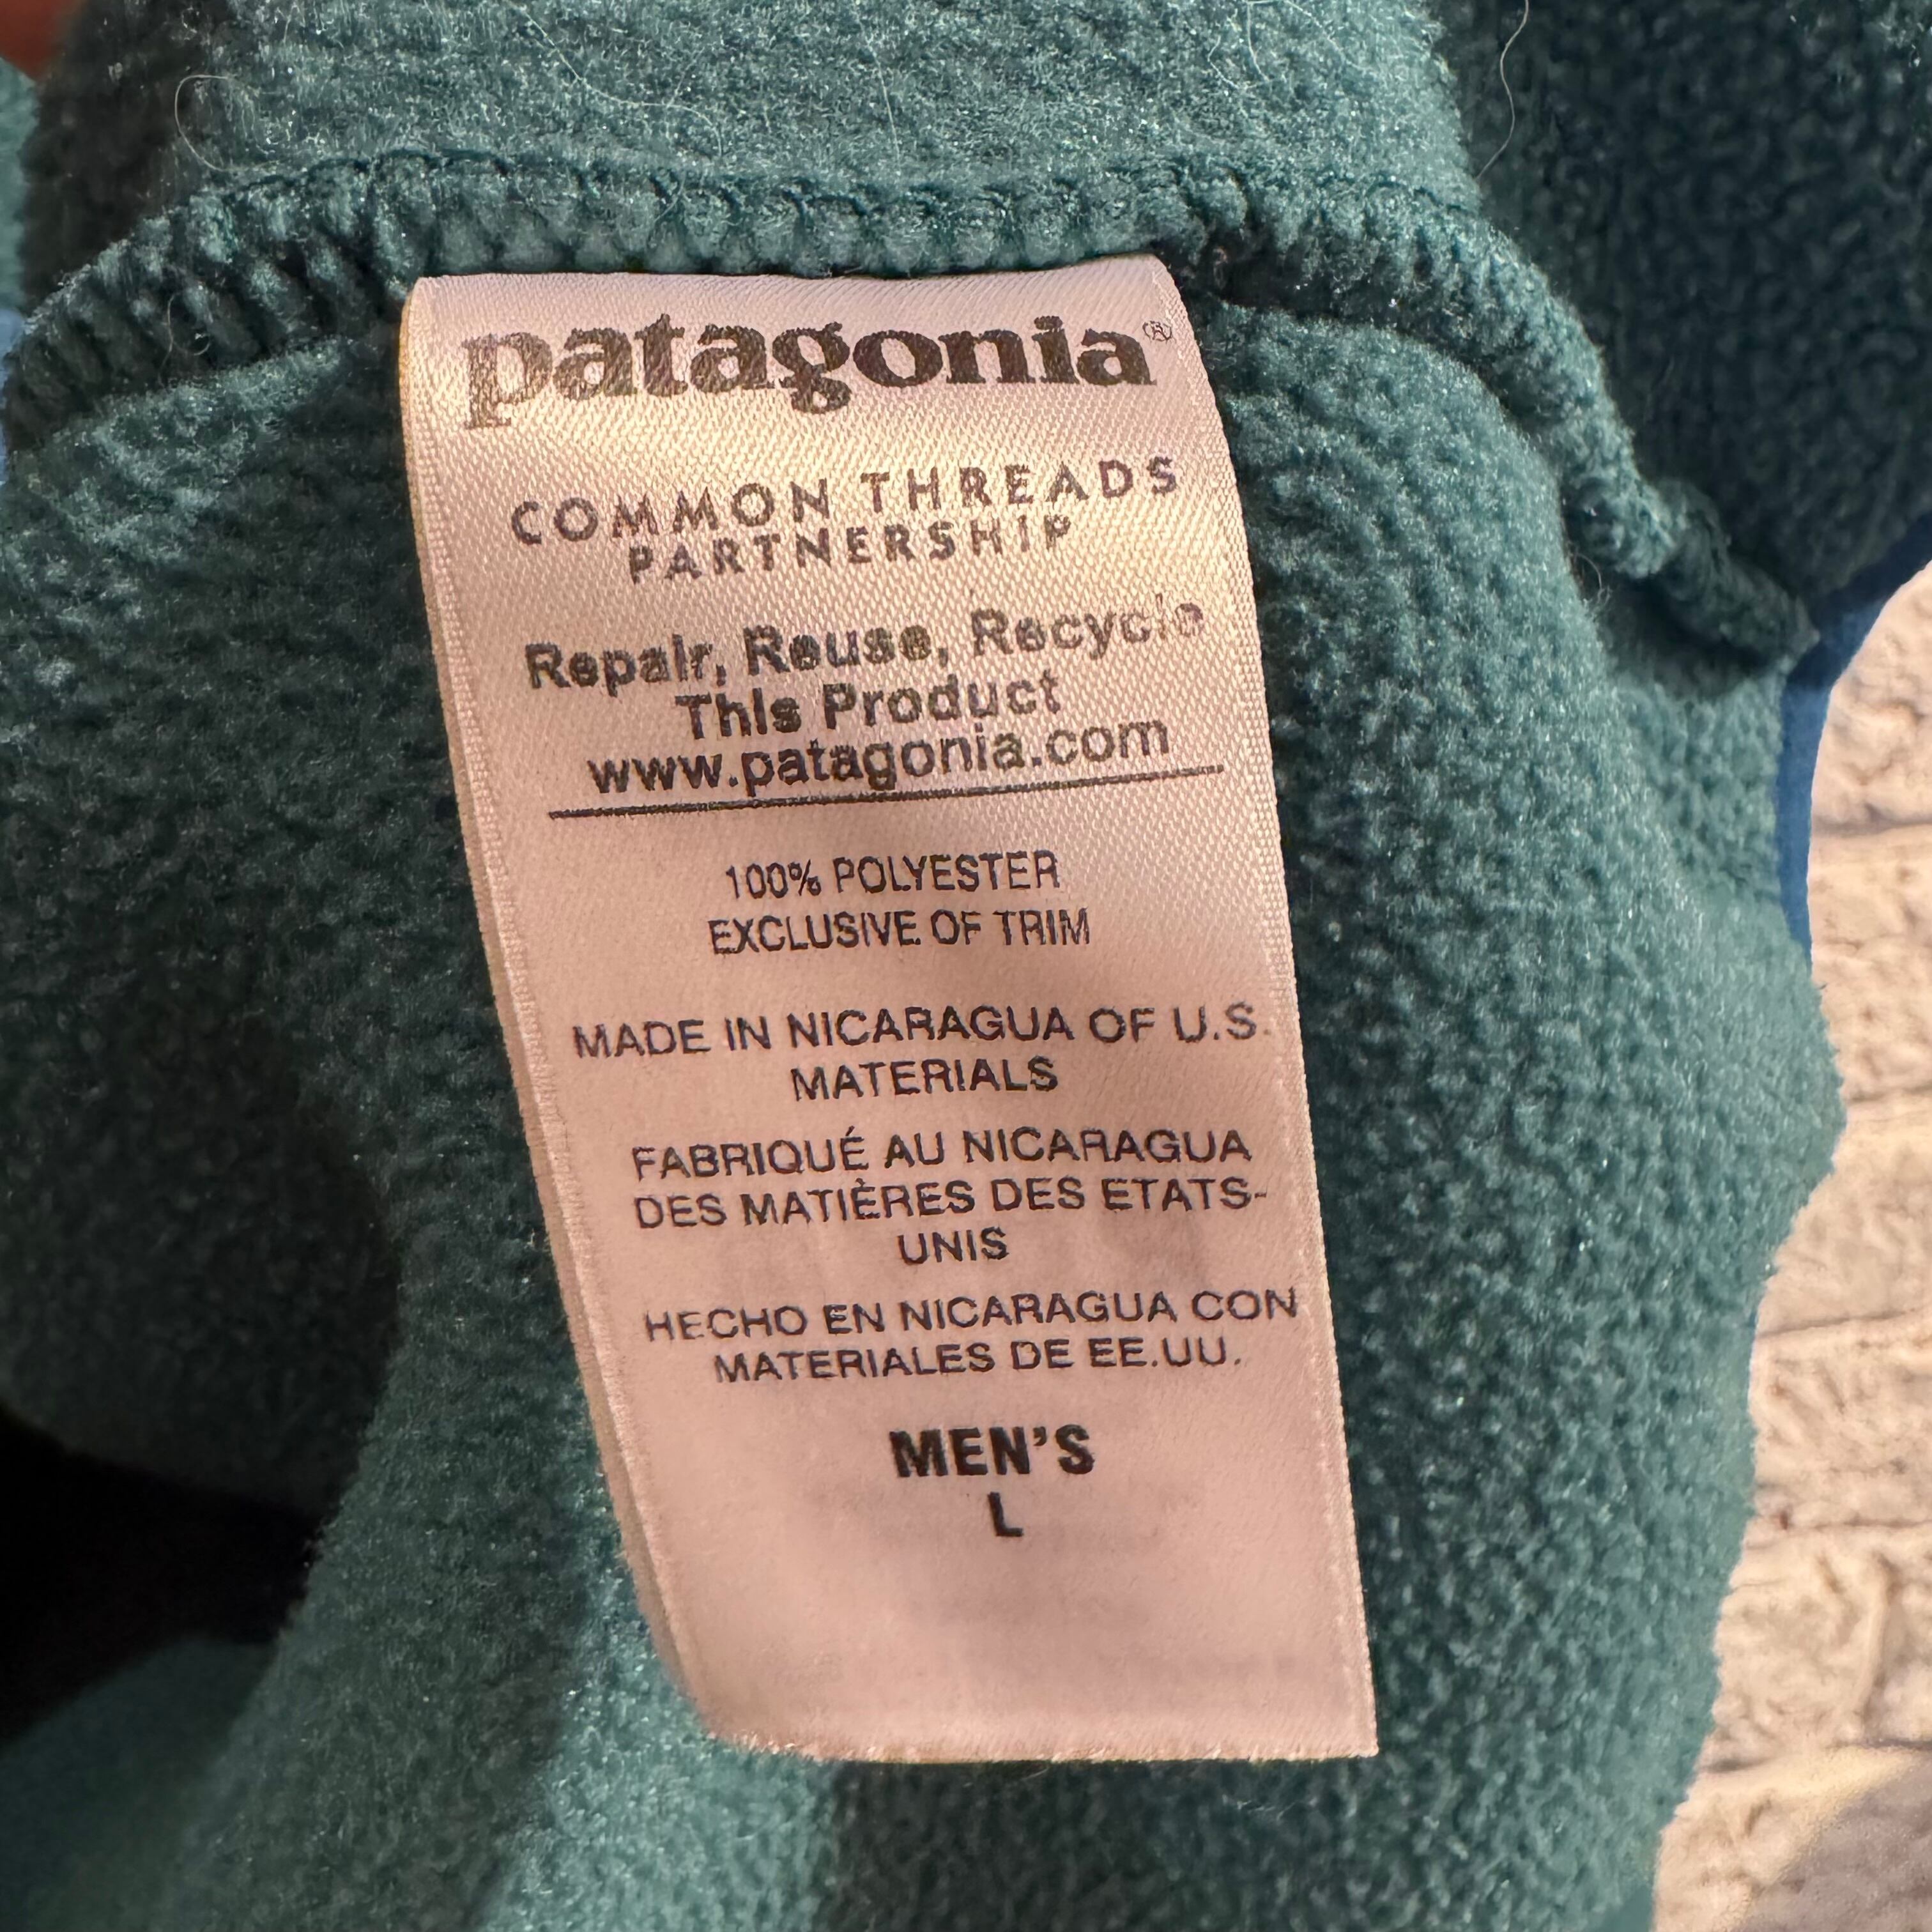 patagonia®
COMMON THREADS
PARTNERSHIP
Repair, Reuse, Recycle
This Product
www.patagonia.com
100% POLYESTER
EXCLUSIVE OF TRIM
MADE IN NICARAGUA OF U.S.
MATERIALS
FABRIQUÉ AU NICARAGUA
DES MATIÈRES DES ETATS-
UNIS
HECHO EN NICARAGUA CON
MATERIALES DE EE.UU.
MEN'S
L